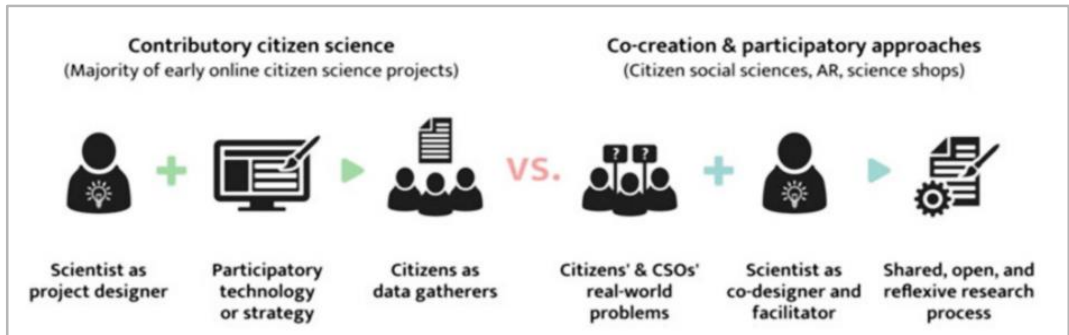 Contributory citizen science
(Majority of early online citizen science projects)
Co-creation & participatory approaches
(Citizen social sciences, AR, science shops)
vs.
? ?
Scientist as
project designer
Participatory
technology
or strategy
Citizens as
data gatherers
Citizens' & CSOs'
real-world
problems
Scientist as
co-designer and
facilitator
Shared, open, and
reflexive research
process